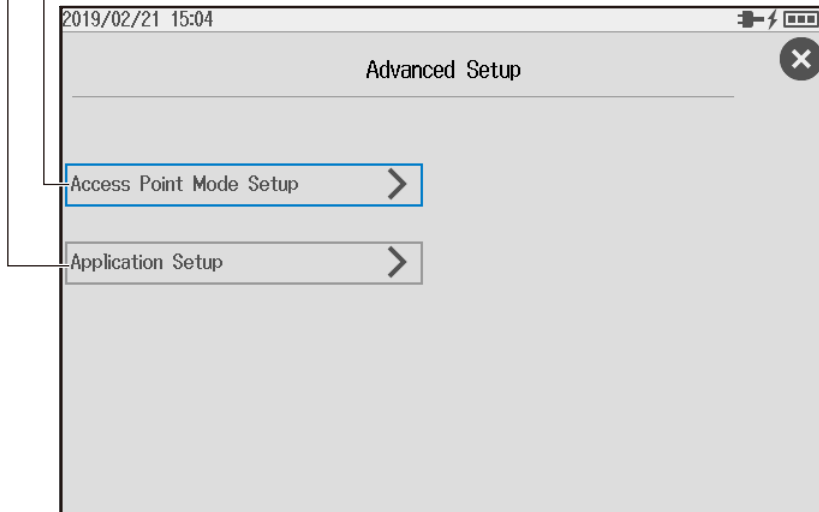 2019/02/21 15:04
Advanced Setup
Access Point Mode Setup
Application Setup